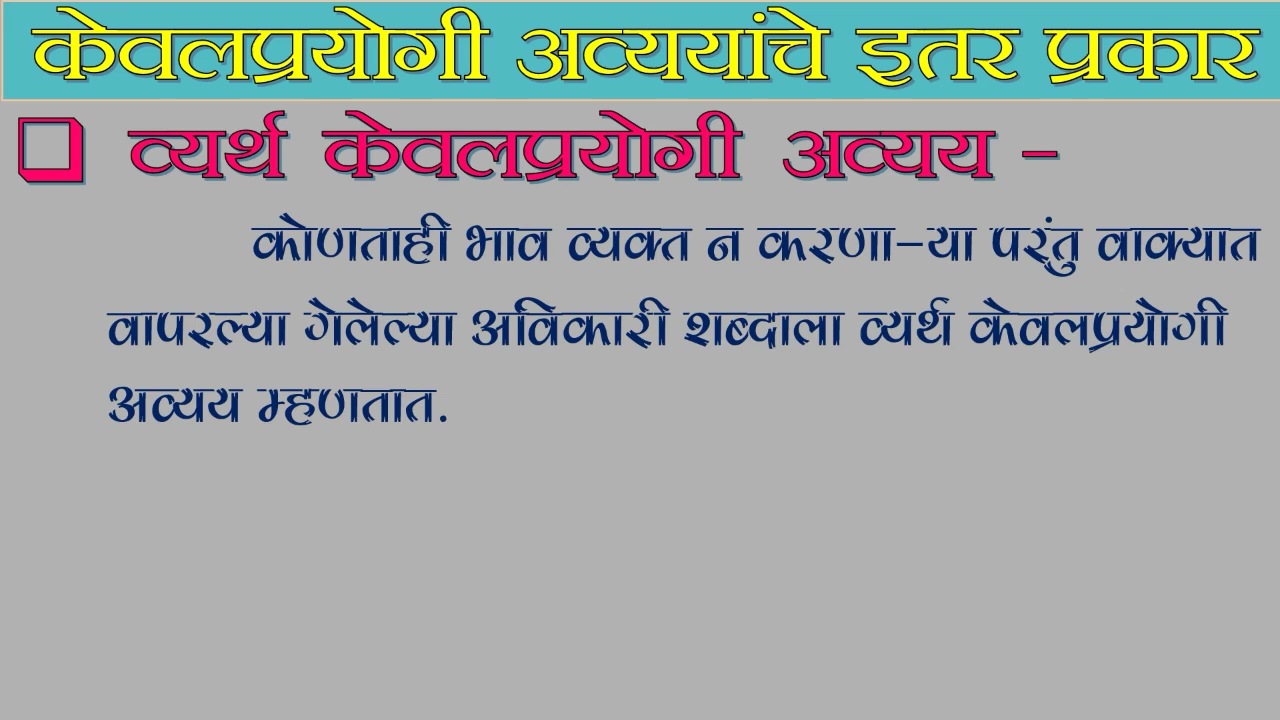 केवलप्रयोगी अव्ययांचे इतर प्रकार
व्यर्थ केवलप्रयोगी अव्यय -
कोणताही भाव व्यक्त न करणा-या परंतु वाक्यात
वापरल्या गेलेल्या अविकारी शब्दाला व्यर्थ केवलप्रयोगी
अव्यय म्हणतात.